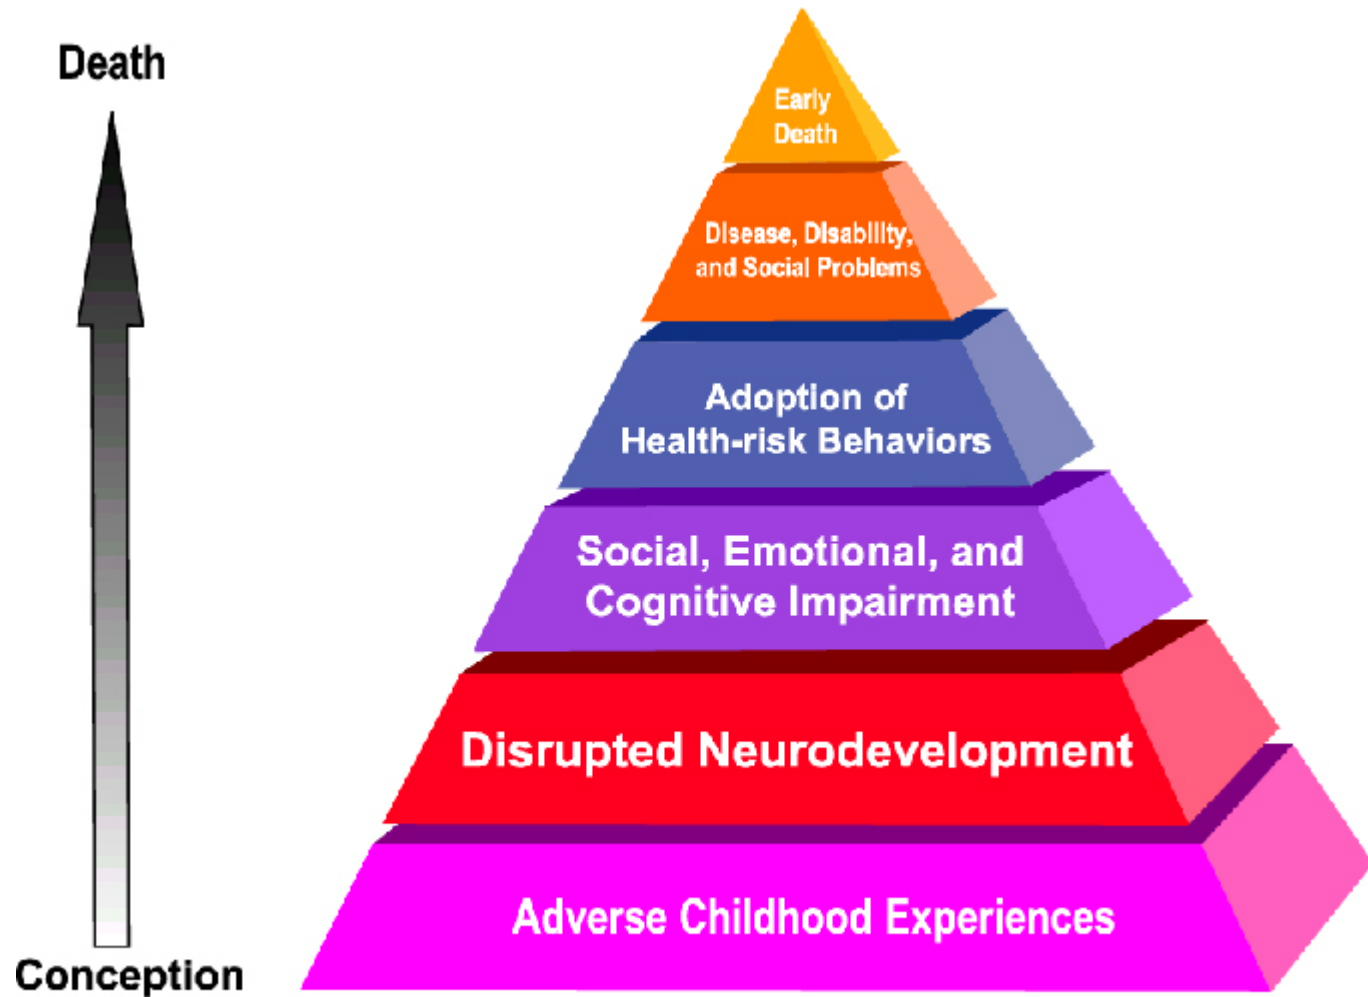 Death
Early
Death
Disease, Disability,
and Social Problems
Adoption of
Health-risk Behaviors
Social, Emotional, and
Cognitive Impairment
Disrupted Neurodevelopment
Adverse Childhood Experiences
Conception